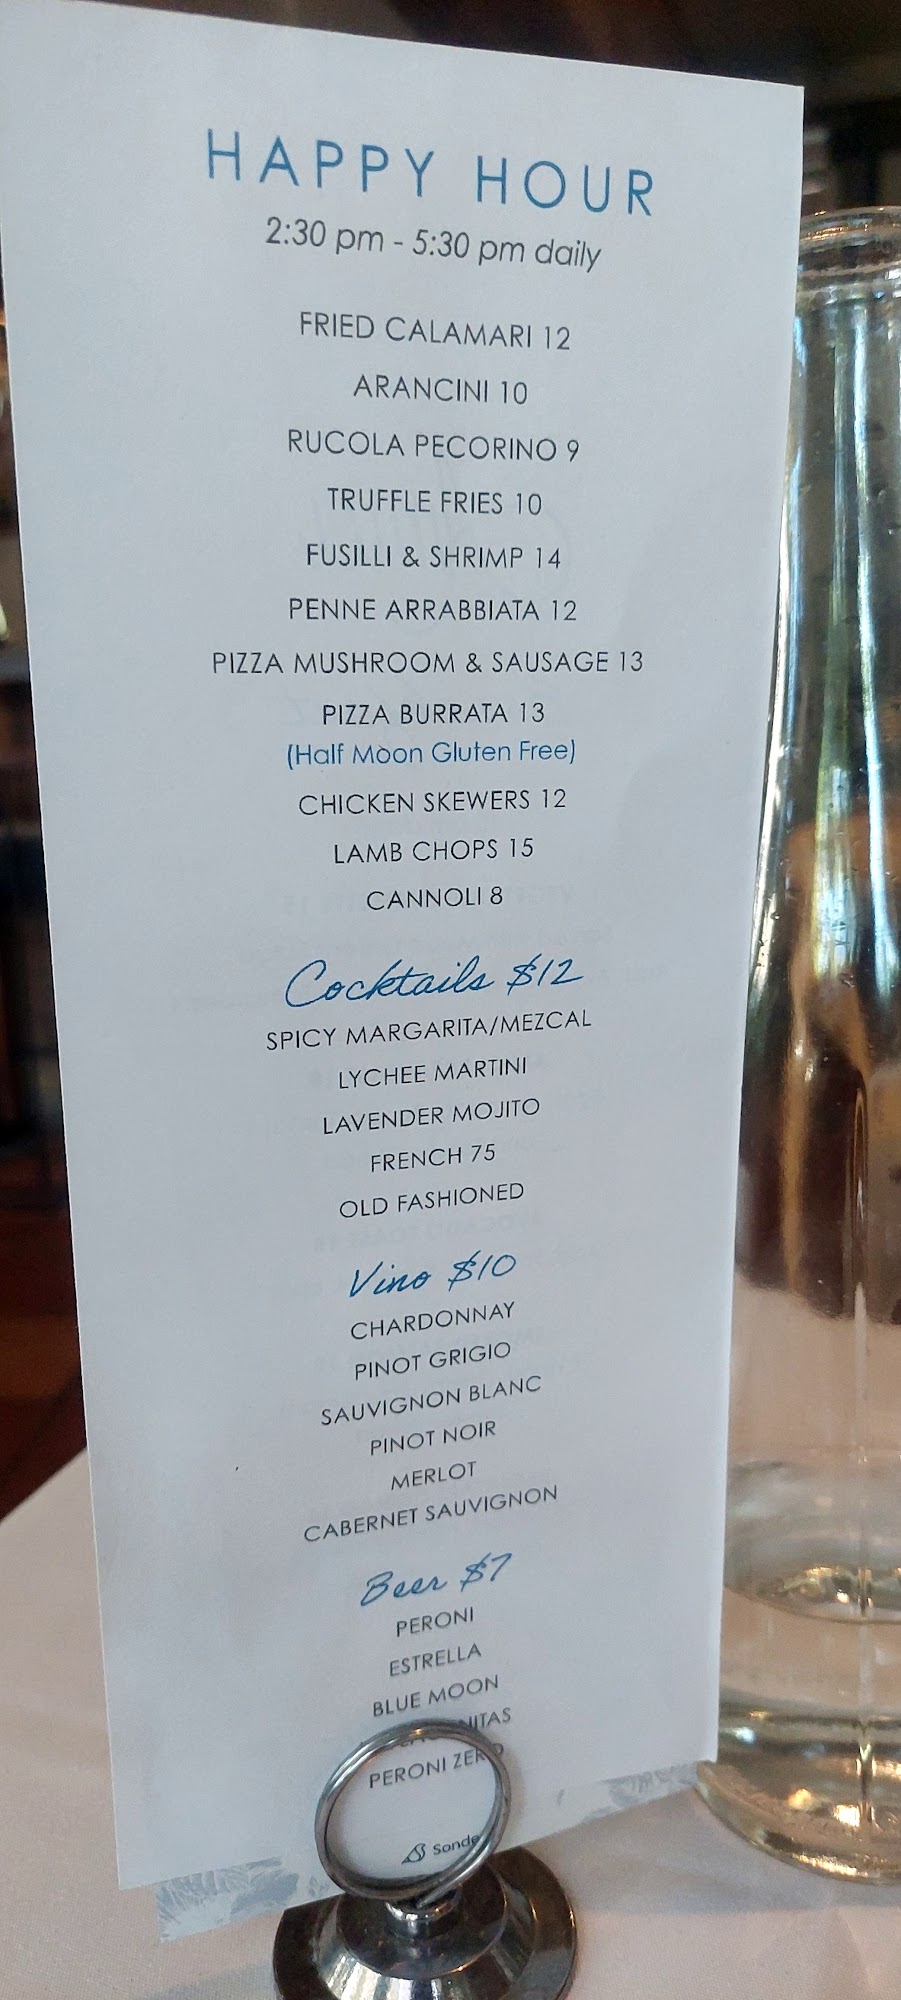 HAPPY HOUR
2:30 pm - 5:30 pm daily
FRIED CALAMARI 12
ARANCINI 10
RUCOLA PECORINO 9
TRUFFLE FRIES 10
FUSILLI & SHRIMP 14
PENNE ARRABBIATA 12
PIZZA MUSHROOM & SAUSAGE 13
PIZZA BURRATA 13
(Half Moon Gluten Free)
CHICKEN SKEWERS 12
LAMB CHOPS 15
CANNOLI 8
Cocktails $12
SPICY MARGARITA/MEZCAL
LYCHEE MARTINI
LAVENDER MOJITO
FRENCH 75
OLD FASHIONED
Vino $10
CHARDONNAY
PINOT GRIGIO
SAUVIGNON BLANC
PINOT NOIR
MERLOT
CABERNET SAUVIGNON
Beer $7
PERONI
ESTRELLA
BLUE MOON
PERONI ZERO